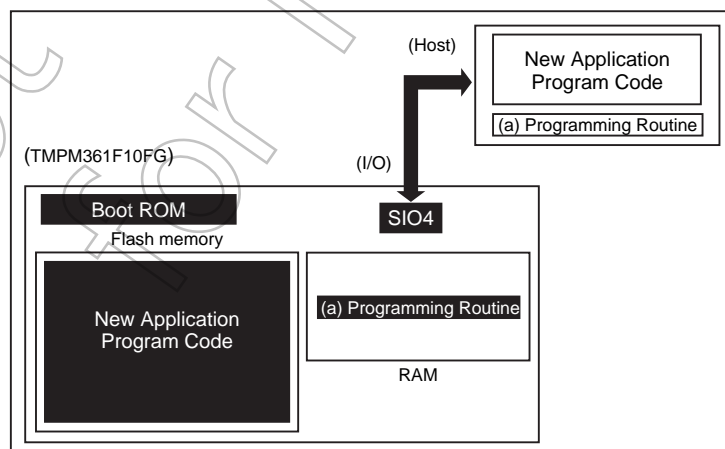 (Host)
New Application
Program Code
(a) Programming Routine
(TMPM361F10FG)
(I/O)
Boot ROM
SIO4
Flash memory
New Application
Program Code
(a) Programming Routine
RAM